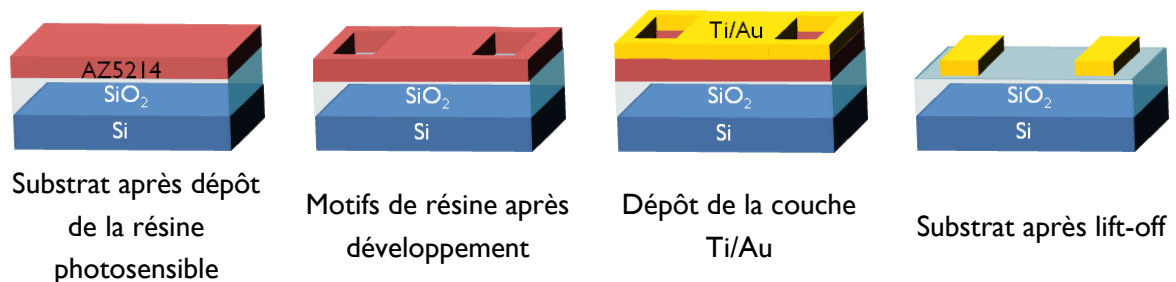 AZ5214
SiO₂
Si
Substrat après dépôt
de la résine
photosensible
SiO₂
Si
Motifs de résine après
développement
Ti/Au
SiO₂
Si
Dépôt de la couche
Ti/Au
SiO₂
Si
Substrat après lift-off